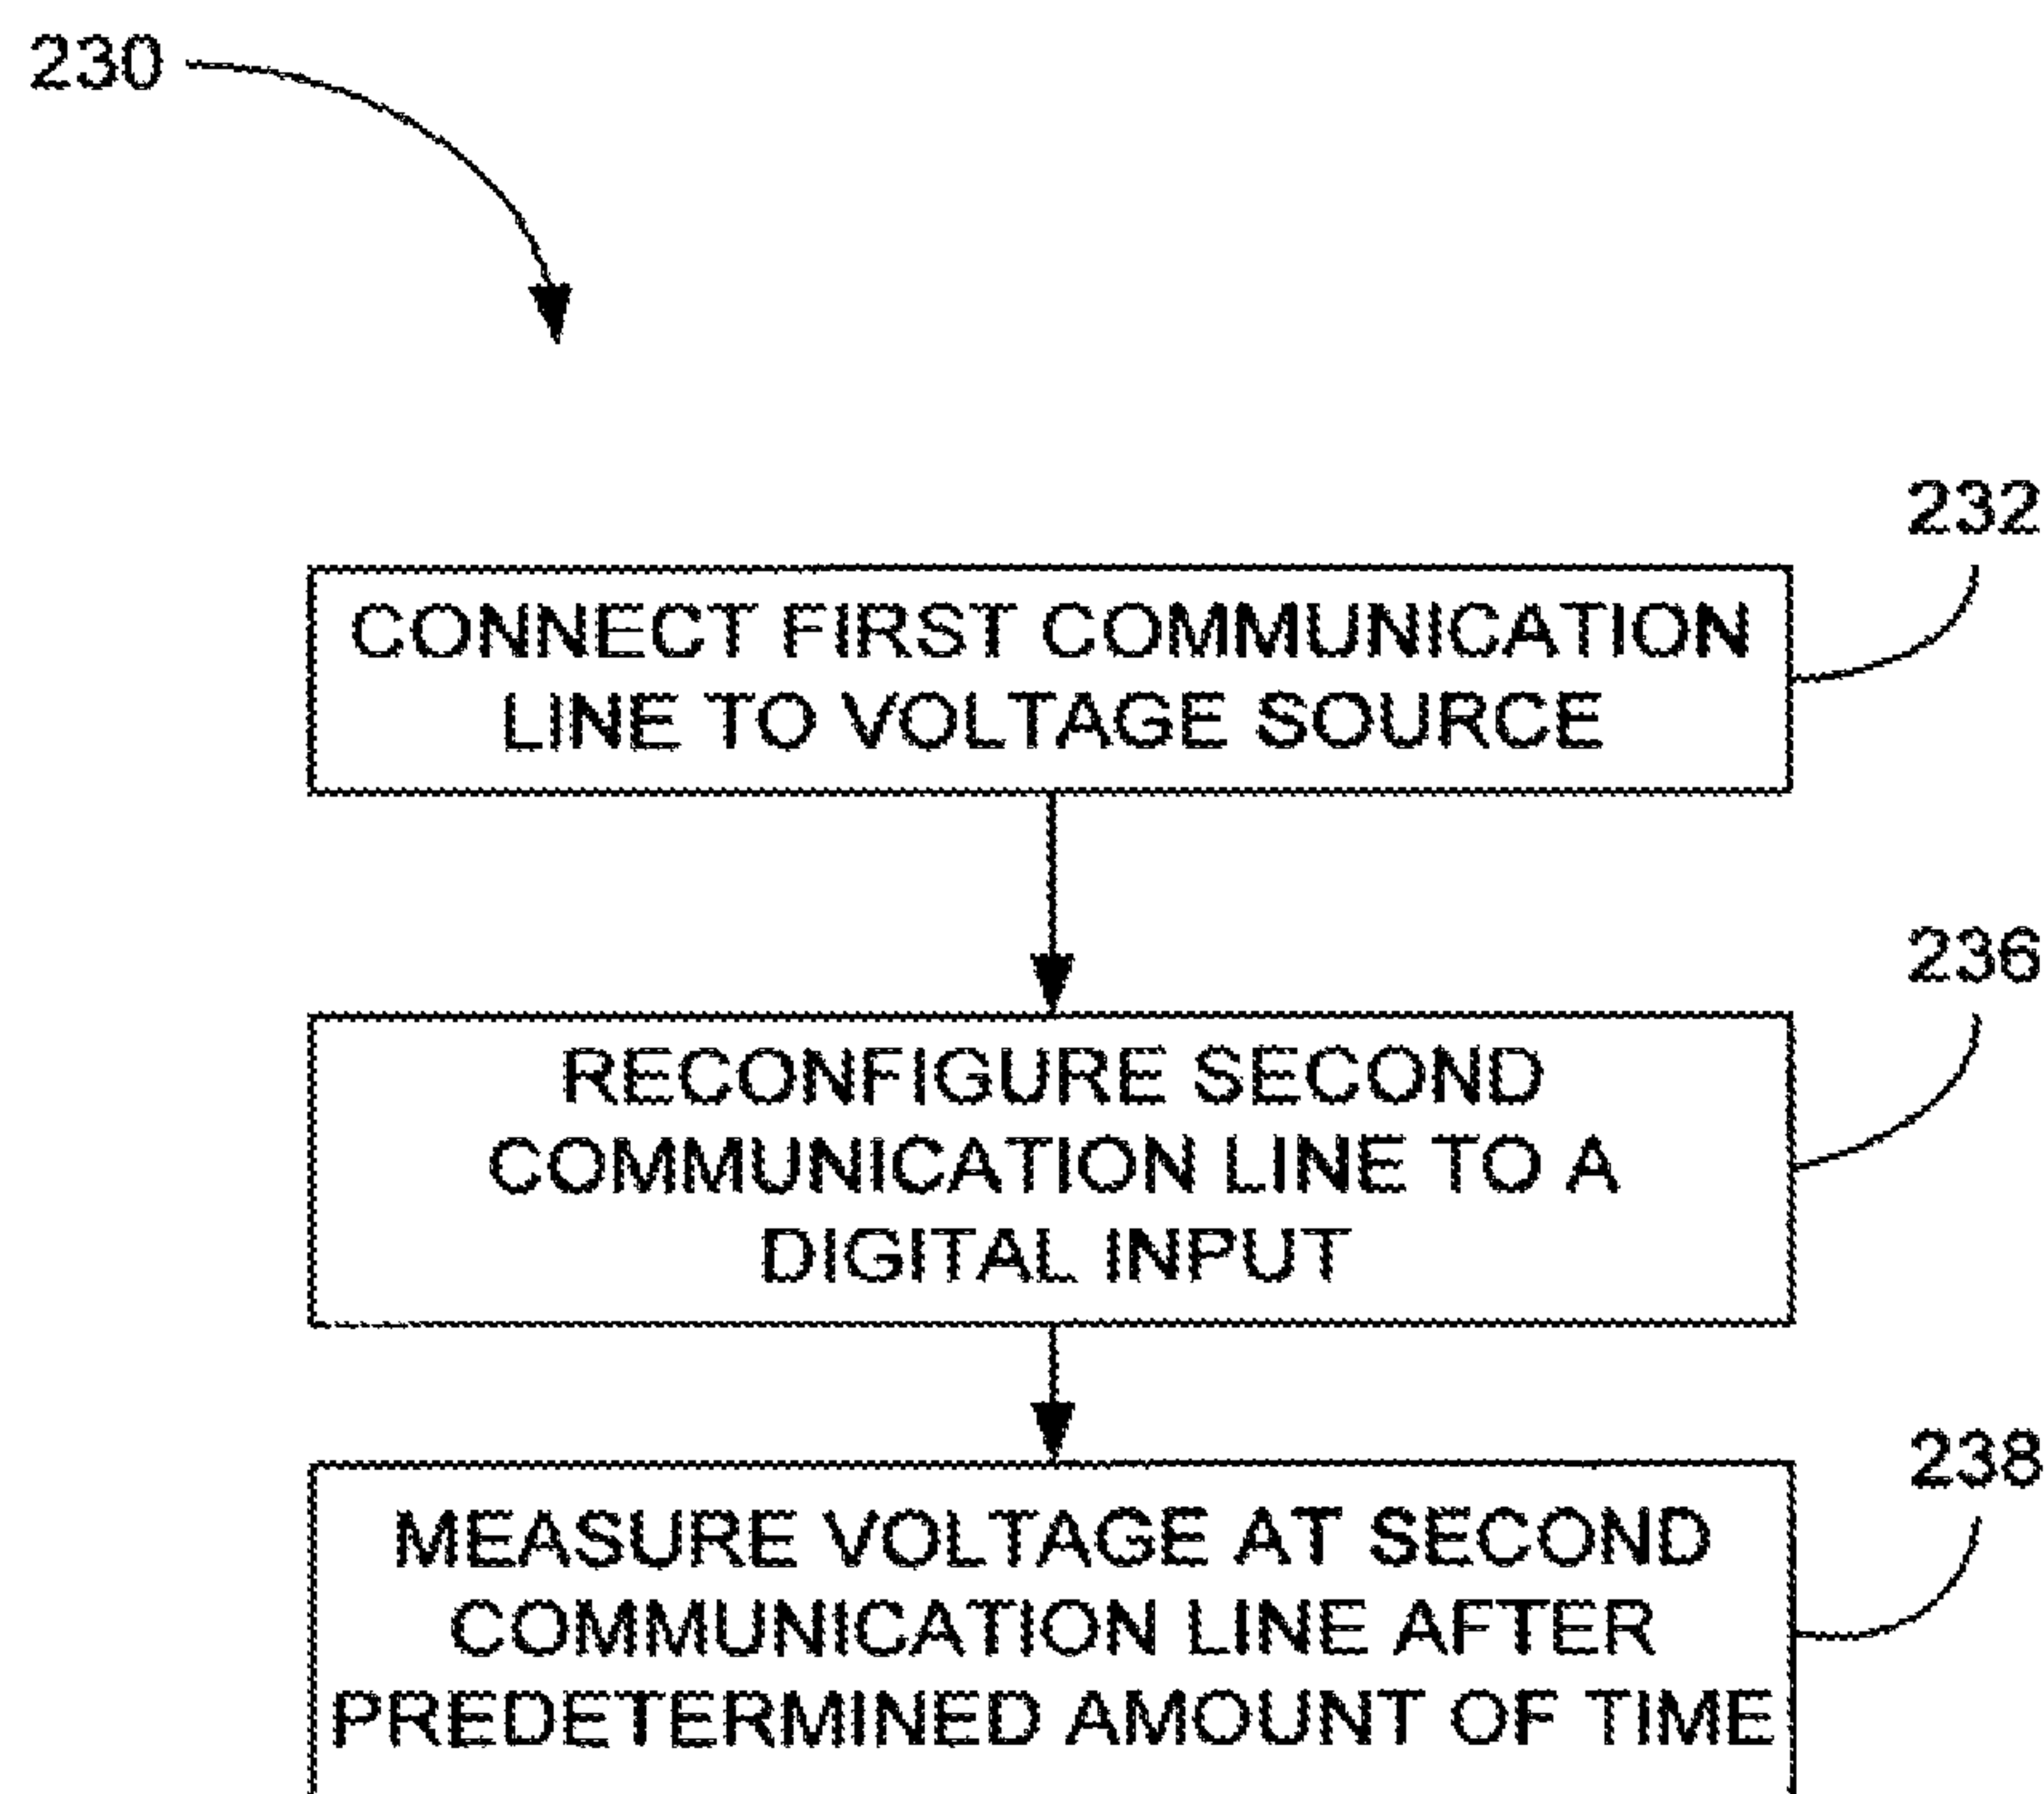 230
232
CONNECT FIRST COMMUNICATION
LINE TO VOLTAGE SOURCE
236
RECONFIGURE SECOND
COMMUNICATION LINE TO A
DIGITAL INPUT
238
MEASURE VOLTAGE AT SECOND
COMMUNICATION LINE AFTER
PREDETERMINED AMOUNT OF TIME